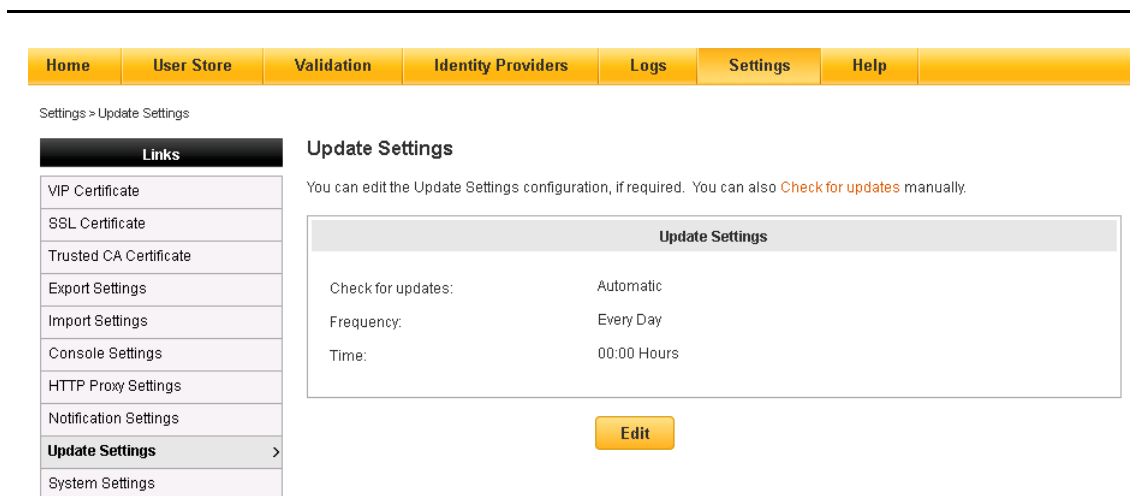 Home User Store Validation Identity Providers Logs Settings Help
Settings > Update Settings
Links
VIP Certificate
SSL Certificate
Trusted CA Certificate
Export Settings
Import Settings
Console Settings
HTTP Proxy Settings
Notification Settings
Update Settings >
System Settings
Update Settings
You can edit the Update Settings configuration, if required. You can also Check for updates manually.
Update Settings
Check for updates: Automatic
Frequency: Every Day
Time: 00:00 Hours
Edit